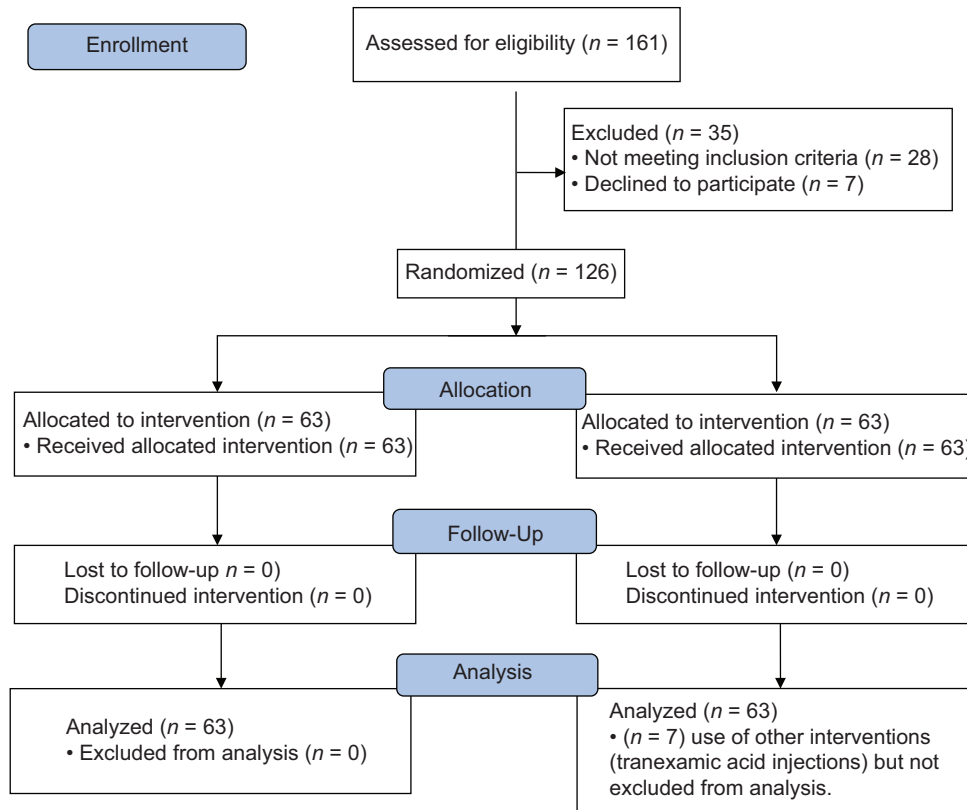 Enrollment
Assessed for eligibility (n = 161)
Excluded (n = 35)
• Not meeting inclusion criteria (n = 28)
• Declined to participate (n = 7)
Randomized (n = 126)
Allocation
Allocated to intervention (n = 63)
• Received allocated intervention (n = 63)
Allocated to intervention (n = 63)
• Received allocated intervention (n = 63)
Follow-Up
Lost to follow-up n = 0)
Discontinued intervention (n = 0)
Lost to follow-up (n = 0)
Discontinued intervention (n = 0)
Analysis
Analyzed (n = 63)
• Excluded from analysis (n = 0)
Analyzed (n = 63)
• (n = 7) use of other interventions
(tranexamic acid injections) but not
excluded from analysis.